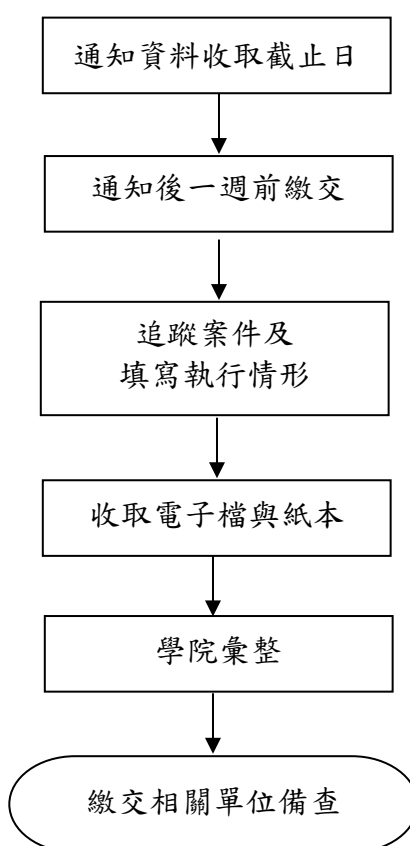 通知資料收取截止日
通知後一週前繳交
追蹤案件及
填寫執行情形
收取電子檔與紙本
學院彙整
繳交相關單位備查